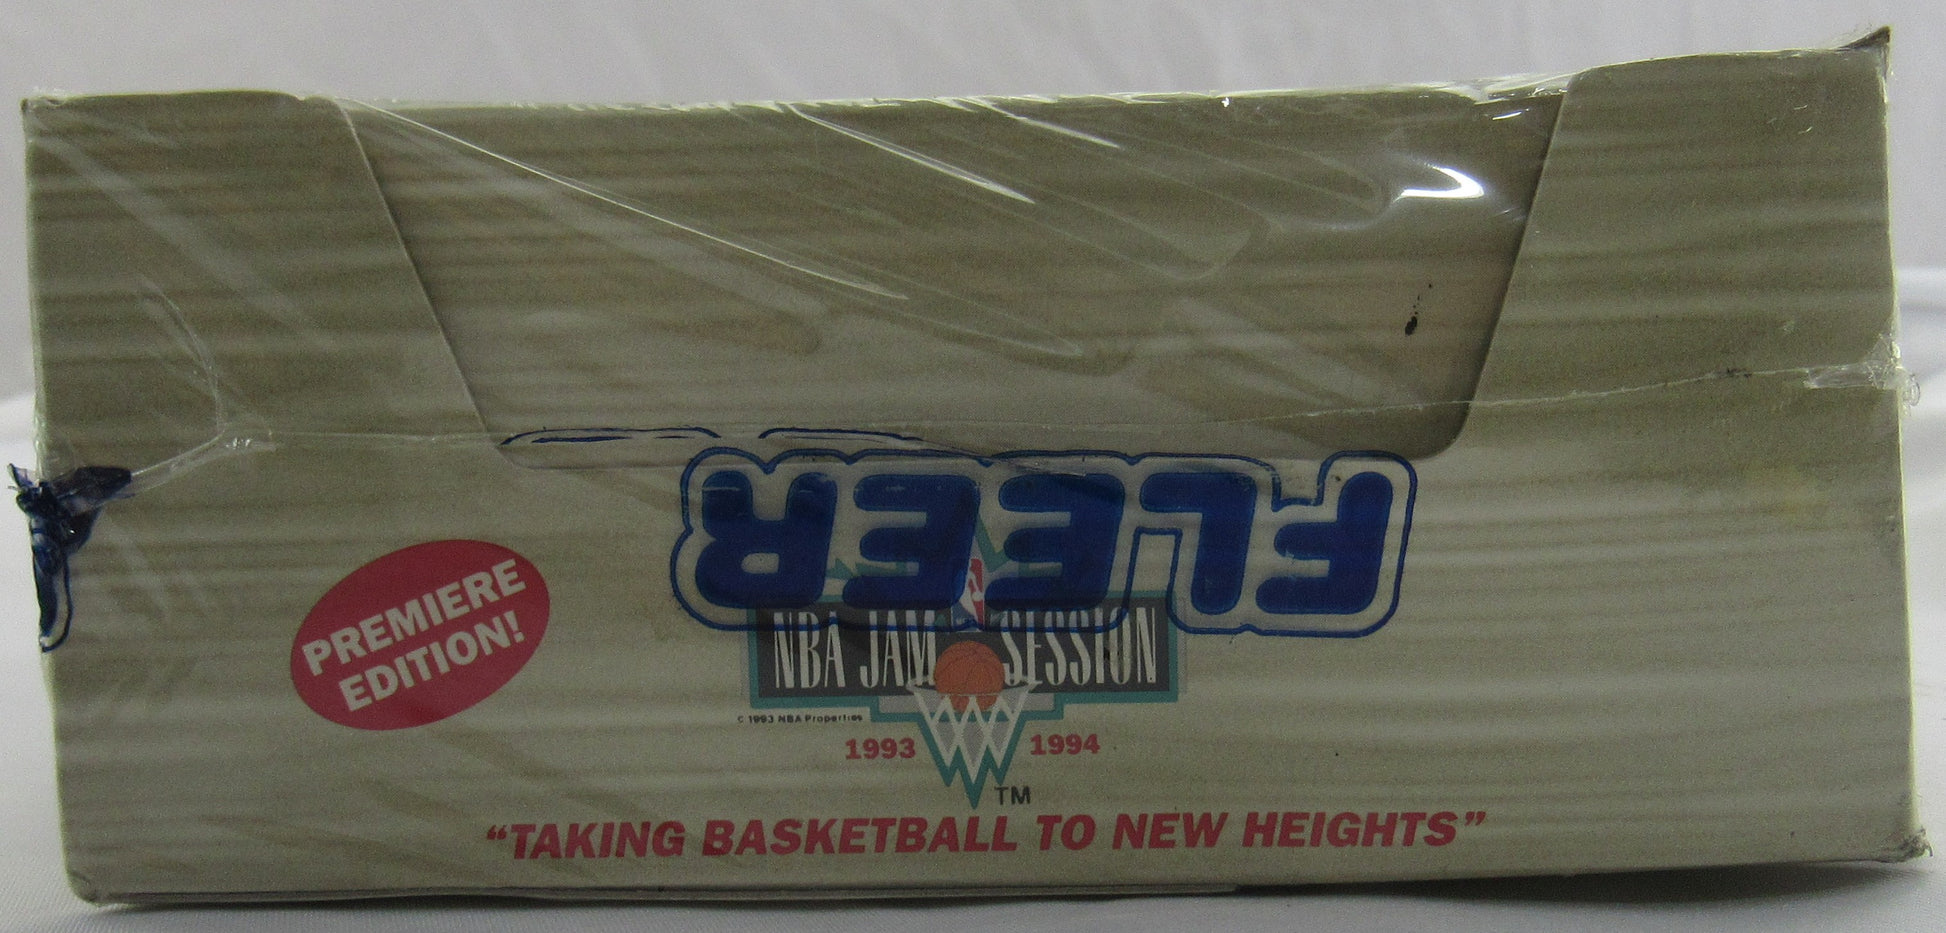 FLEER
PREMIERE
EDITION!
NBA JAM SESSION
© 1993 NBA Properties
1993 1994
TM
"TAKING BASKETBALL TO NEW HEIGHTS"